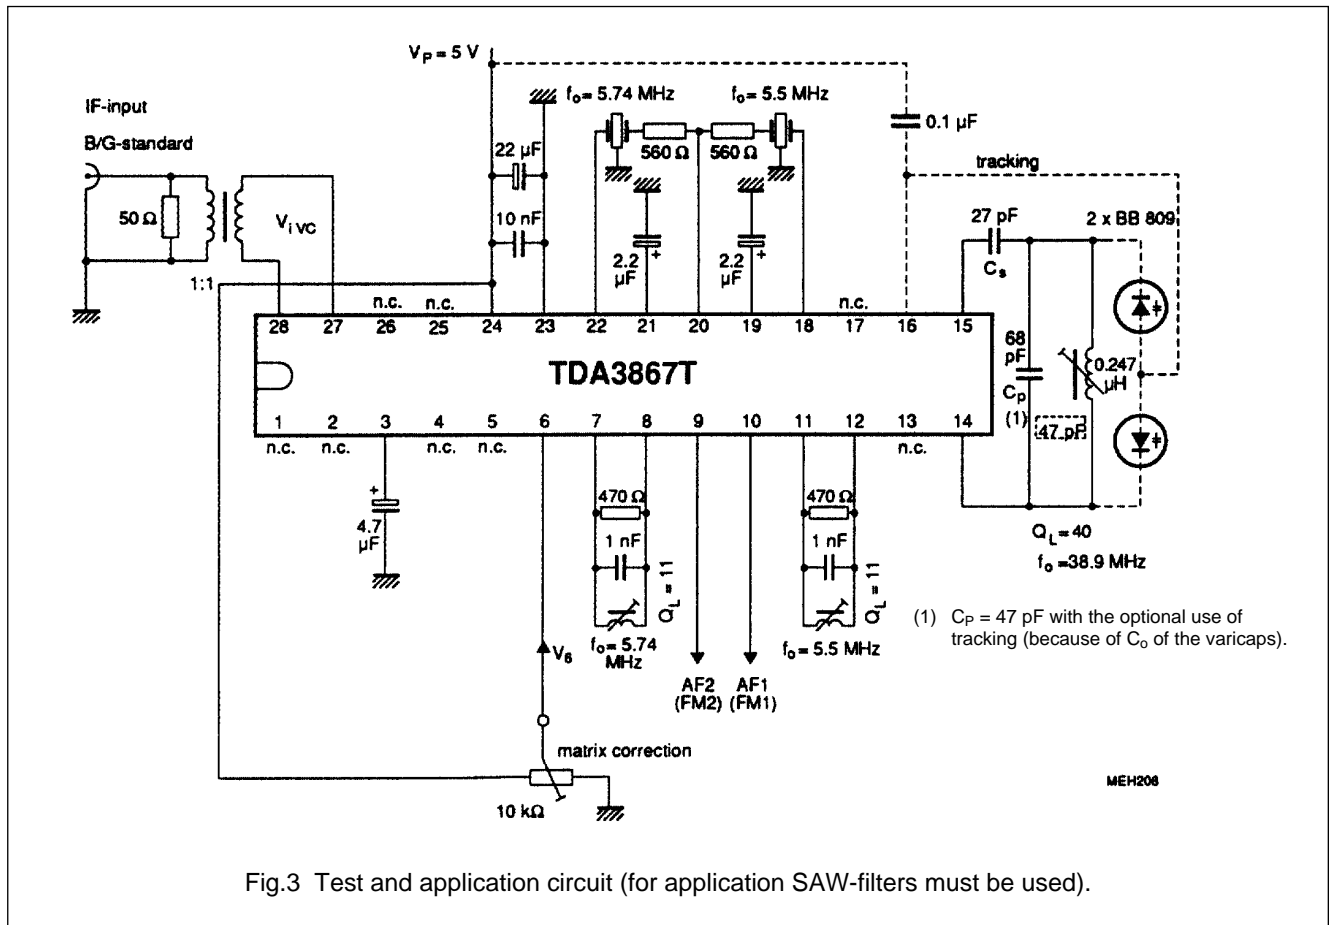 V_P = 5 V
IF-input
B/G-standard
50 Ω
1:1
V_i VC
22 µF
10 nF
f_o = 5.74 MHz
f_o = 5.5 MHz
560 Ω
560 Ω
2.2 µF
+
2.2 µF
+
0.1 µF
tracking
27 pF
C_s
2 x BB 809
n.c.
n.c.
n.c.
28 27 26 25 24 23 22 21 20 19 18 17 16 15
TDA3867T
1 2 3 4 5 6 7 8 9 10 11 12 13 14
n.c.
n.c.
n.c.
n.c.
n.c.
68 pF
C_p
(1)
0.247 µH
47 pF
Q_L = 40
f_o = 38.9 MHz
+
4.7 µF
470 Ω
1 nF
Q_L = 11
f_o = 5.74 MHz
470 Ω
1 nF
Q_L = 11
f_o = 5.5 MHz
V_6
AF2 (FM2)
AF1 (FM1)
matrix correction
10 kΩ
(1) C_P = 47 pF with the optional use of
tracking (because of C_o of the varicaps).
MEH208
Fig.3 Test and application circuit (for application SAW-filters must be used).